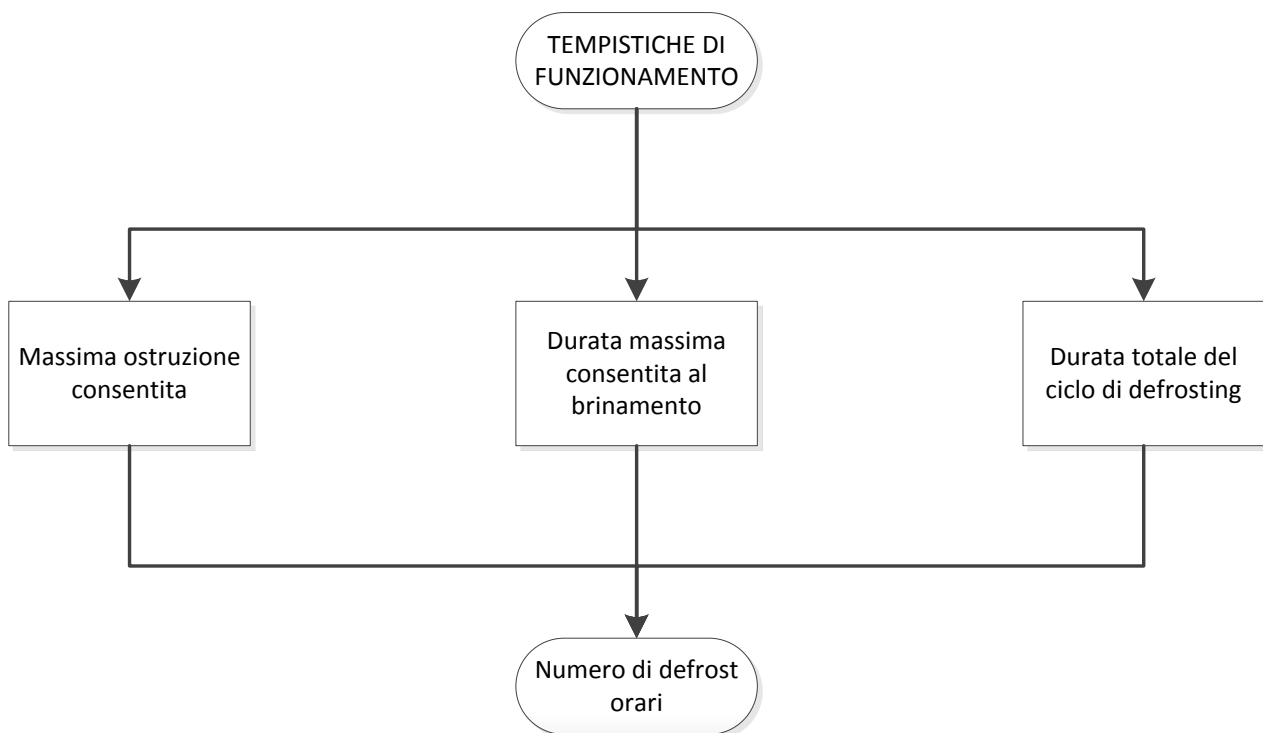 TEMPISTICHE DI
FUNZIONAMENTO
Massima ostruzione
consentita
Durata massima
consentita al
brinamento
Durata totale del
ciclo di defrosting
Numero di defrost
orari